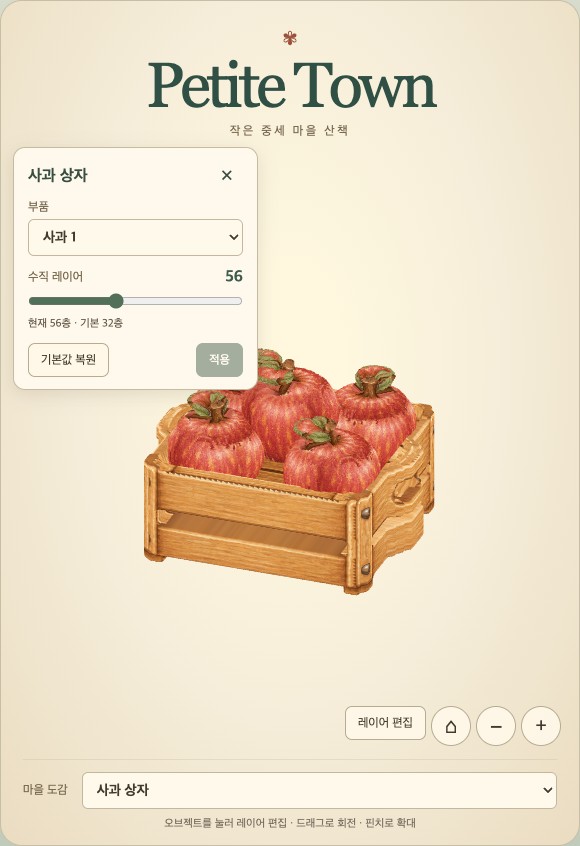 Petite Town
작은 중세 마을 산책
사과 상자
부품
사과 1
수직 레이어 56
현재 56층 · 기본 32층
기본값 복원 적용
레이어 편집
마을 도감 사과 상자
오브젝트를 눌러 레이어 편집 · 드래그로 회전 · 핀치로 확대